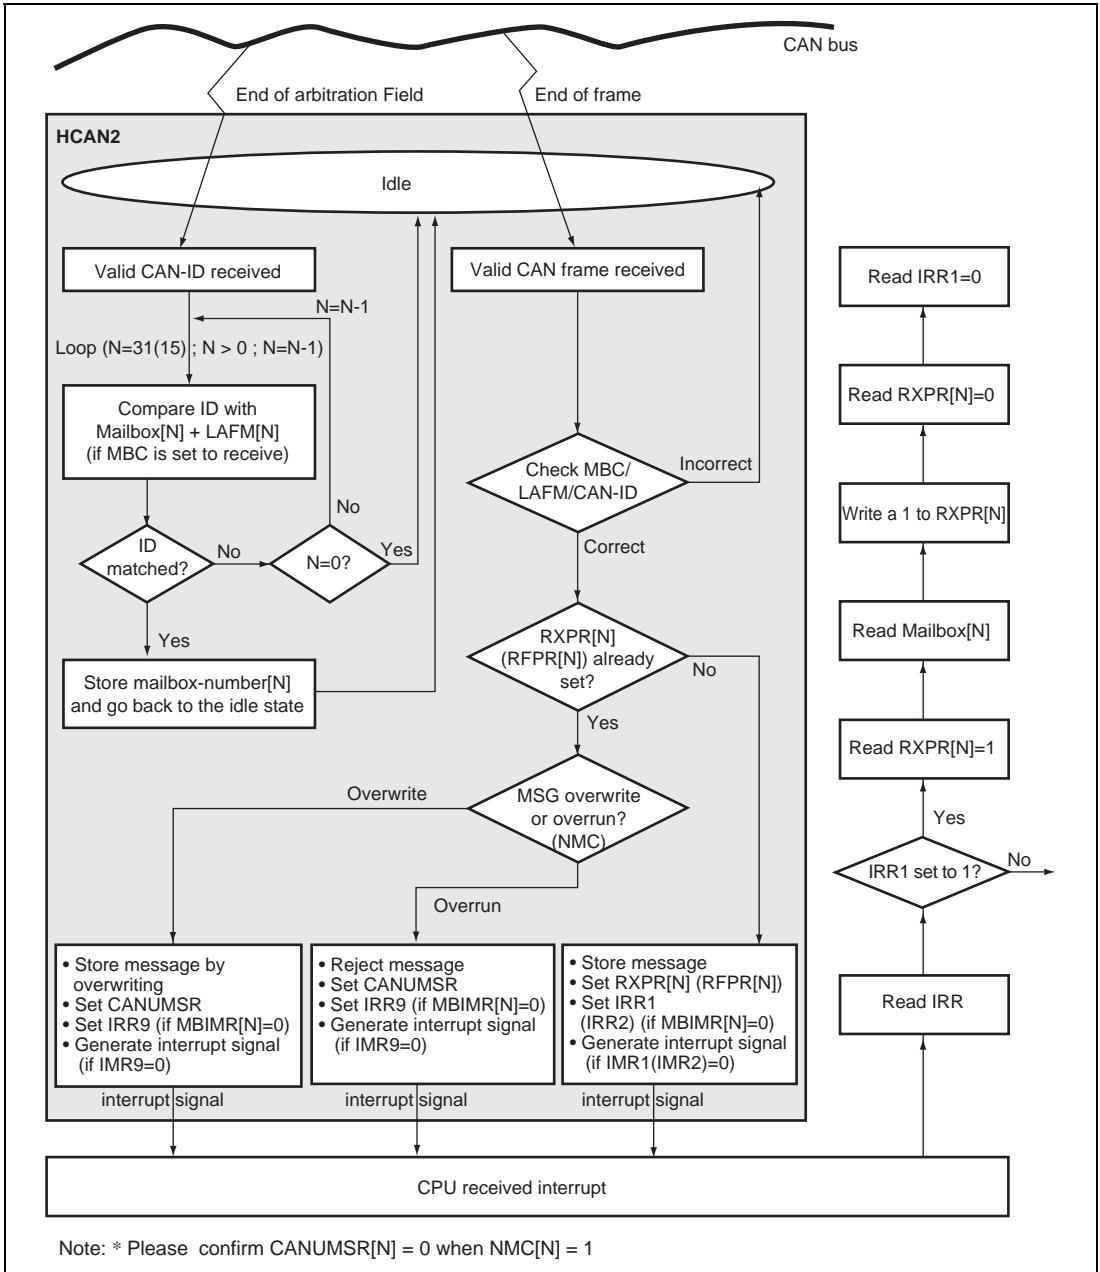 CAN bus
End of arbitration Field
End of frame
HCAN2
Idle
Valid CAN-ID received
Valid CAN frame received
Read IRR1=0
N=N-1
Loop (N=31(15) ; N > 0 ; N=N-1)
Compare ID with
Mailbox[N] + LAFM[N]
(if MBC is set to receive)
Read RXPR[N]=0
Check MBC/
LAFM/CAN-ID
Incorrect
Correct
Write a 1 to RXPR[N]
ID
matched?
No
N=0?
No
Yes
Yes
Store mailbox-number[N]
and go back to the idle state
RXPR[N]
(RFPR[N]) already
set?
No
Yes
Read Mailbox[N]
Read RXPR[N]=1
MSG overwrite
or overrun?
(NMC)
Overwrite
Overrun
Yes
IRR1 set to 1?
No
• Store message by
overwriting
• Set CANUMSR
• Set IRR9 (if MBIMR[N]=0)
• Generate interrupt signal
(if IMR9=0)
• Reject message
• Set CANUMSR
• Set IRR9 (if MBIMR[N]=0)
• Generate interrupt signal
(if IMR9=0)
• Store message
• Set RXPR[N] (RFPR[N])
• Set IRR1
(IRR2) (if MBIMR[N]=0)
• Generate interrupt signal
(if IMR1(IMR2)=0)
Read IRR
interrupt signal
interrupt signal
interrupt signal
CPU received interrupt
Note: * Please confirm CANUMSR[N] = 0 when NMC[N] = 1